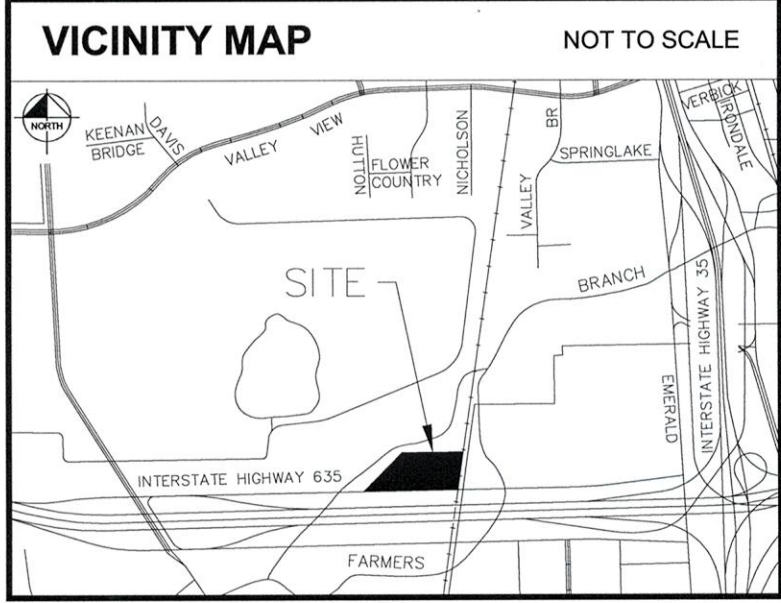 VICINITY MAP
NOT TO SCALE
NORTH
KEENAN
BRIDGE
DAVIS
VALLEY
VIEW
HUTTON
FLOWER
COUNTRY
NICHOLSON
VALLEY
BR
SPRINGLAKE
VERBICK
IRONDALE
SITE
BRANCH
INTERSTATE HIGHWAY 35
EMERALD
INTERSTATE HIGHWAY 635
FARMERS